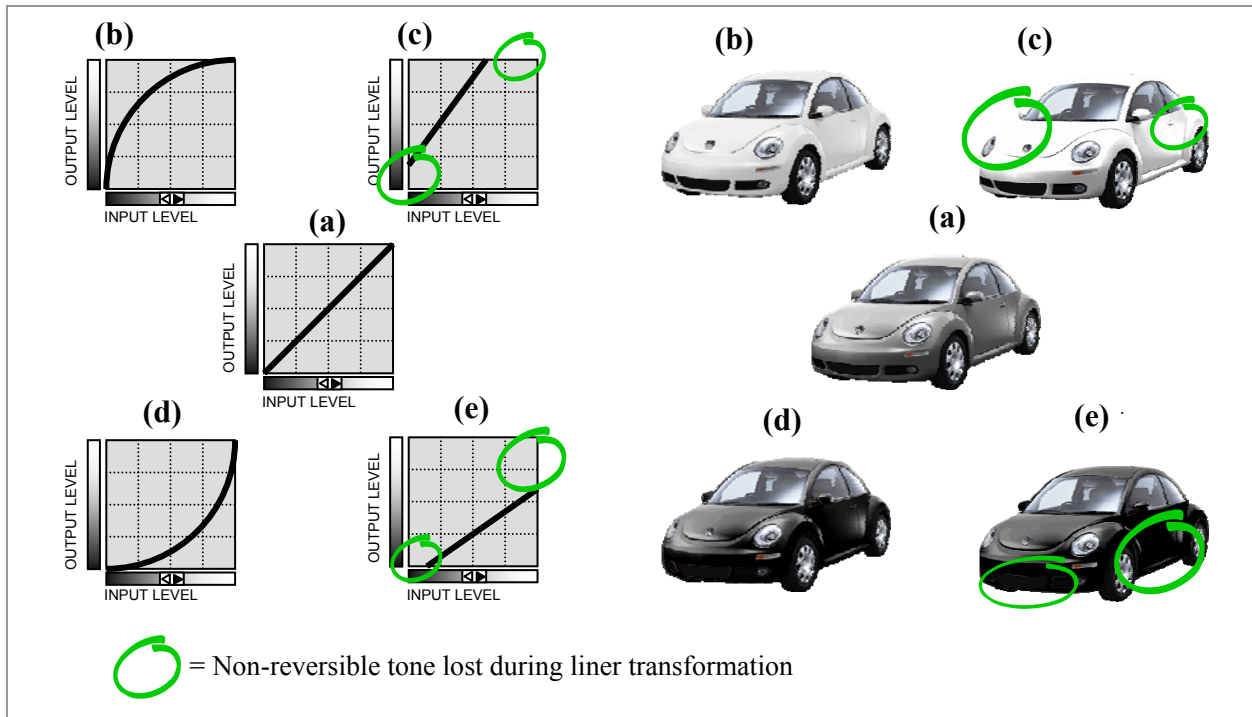 (b)
(c)
OUTPUT LEVEL
INPUT LEVEL
OUTPUT LEVEL
INPUT LEVEL
(a)
OUTPUT LEVEL
INPUT LEVEL
(d)
(e)
OUTPUT LEVEL
INPUT LEVEL
OUTPUT LEVEL
INPUT LEVEL
(b)
(c)
(a)
(d)
(e)
= Non-reversible tone lost during liner transformation